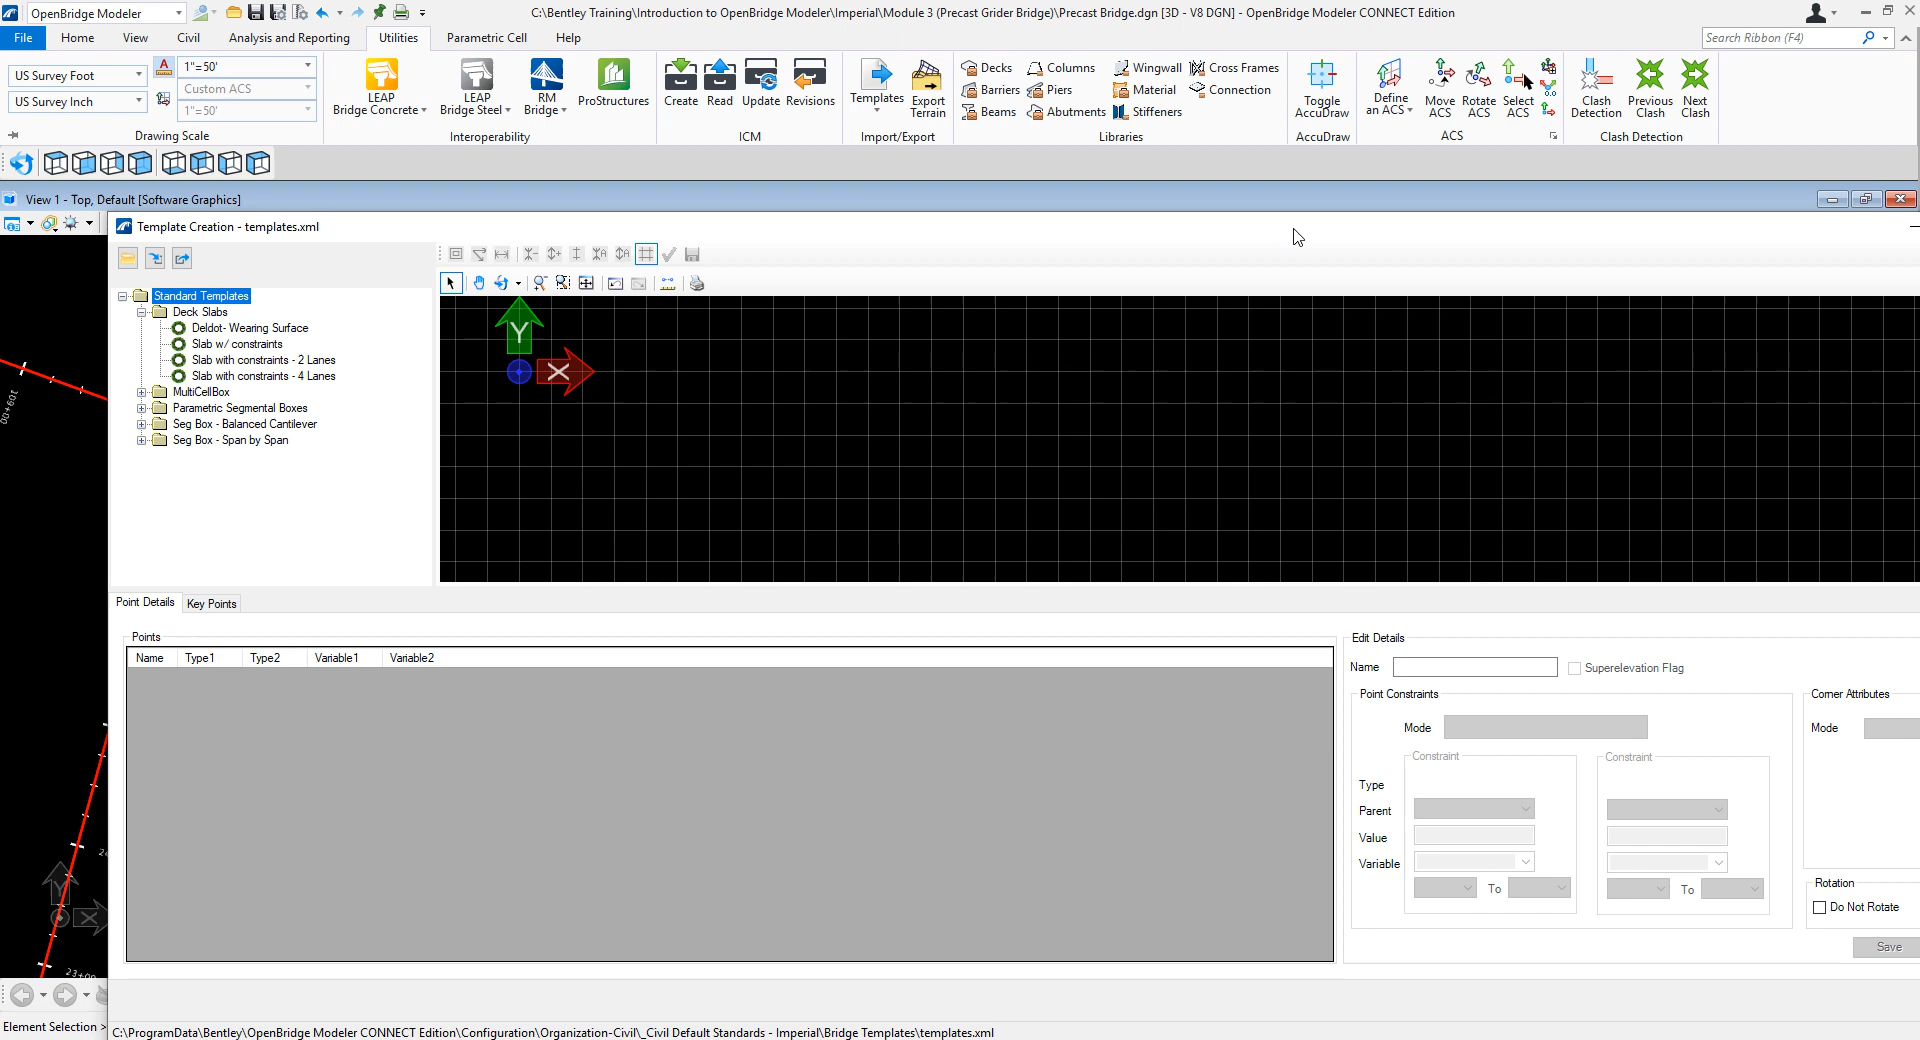 OpenBridge Modeler
C:\Bentley Training\Introduction to OpenBridge Modeler\Imperial\Module 3 (Precast Grider Bridge)\Precast Bridge.dgn [3D - V8 DGN] - OpenBridge Modeler CONNECT Edition
File Home View Civil Analysis and Reporting Utilities Parametric Cell Help
Search Ribbon (F4)
US Survey Foot
US Survey Inch
1"=50'
Custom ACS
1"=50'
Drawing Scale
LEAP Bridge Concrete
LEAP Bridge Steel
RM Bridge
ProStructures
Interoperability
Create Read Update Revisions
ICM
Templates
Export Terrain
Import/Export
Decks Columns Wingwall Cross Frames
Barriers Piers Material Connection
Beams Abutments Stiffeners
Libraries
Toggle AccuDraw
AccuDraw
Define an ACS
Move ACS
Rotate ACS
Select ACS
ACS
Clash Detection
Previous Clash
Next Clash
Clash Detection
View 1 - Top, Default [Software Graphics]
Template Creation - templates.xml
Standard Templates
Deck Slabs
Deldot- Wearing Surface
Slab w/ constraints
Slab with constraints - 2 Lanes
Slab with constraints - 4 Lanes
MultiCellBox
Parametric Segmental Boxes
Seg Box - Balanced Cantilever
Seg Box - Span by Span
Y
X
109+00
Point Details Key Points
Points
Name Type1 Type2 Variable1 Variable2
Edit Details
Name
Superelevation Flag
Point Constraints
Mode
Constraint
Constraint
Type
Parent
Value
Variable
To
To
Corner Attributes
Mode
Rotation
Do Not Rotate
Save
Y
X
23+00
Element Selection >
C:\ProgramData\Bentley\OpenBridge Modeler CONNECT Edition\Configuration\Organization-Civil\_Civil Default Standards - Imperial\Bridge Templates\templates.xml